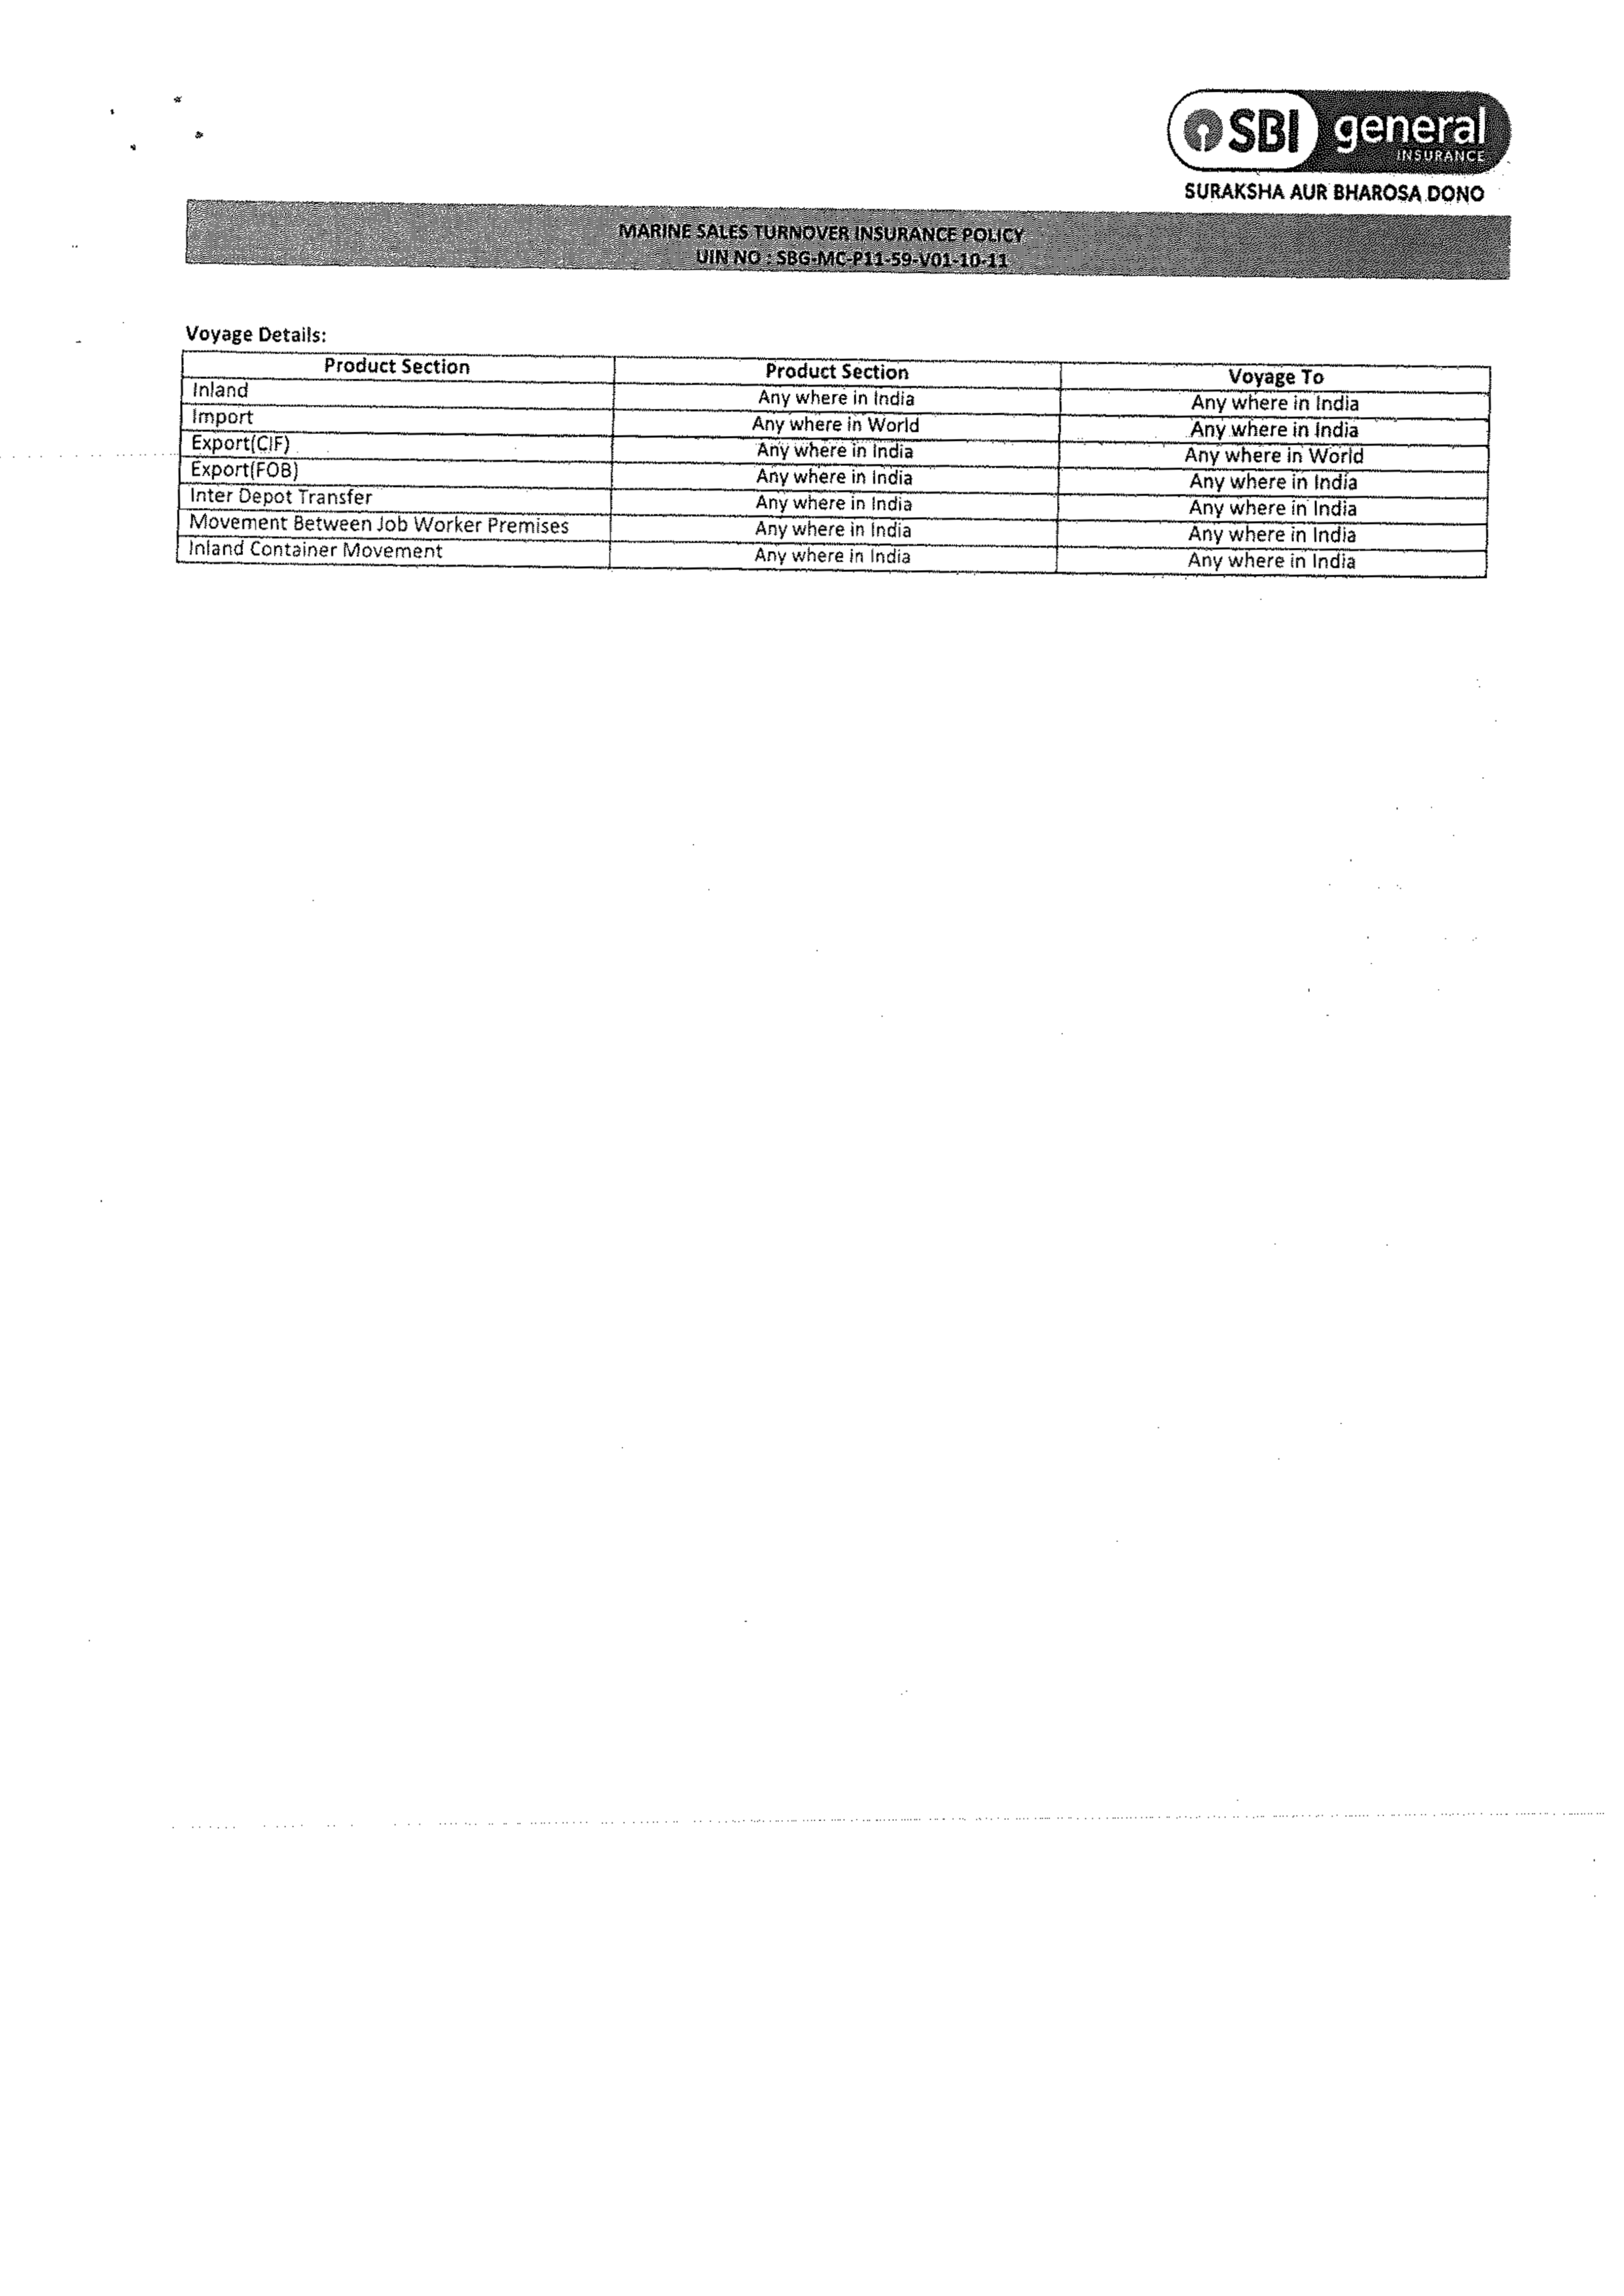 SBI general
INSURANCE
SURAKSHA AUR BHAROSA DONO
MARINE SALES TURNOVER INSURANCE POLICY
UIN NO : SBG-MC-P11-59-V01-10-11
Voyage Details:
Product Section Product Section Voyage To
Inland Any where in India Any where in India
Import Any where in World Any where in India
Export(CIF) Any where in India Any where in World
Export(FOB) Any where in India Any where in India
Inter Depot Transfer Any where in India Any where in India
Movement Between Job Worker Premises Any where in India Any where in India
Inland Container Movement Any where in India Any where in India